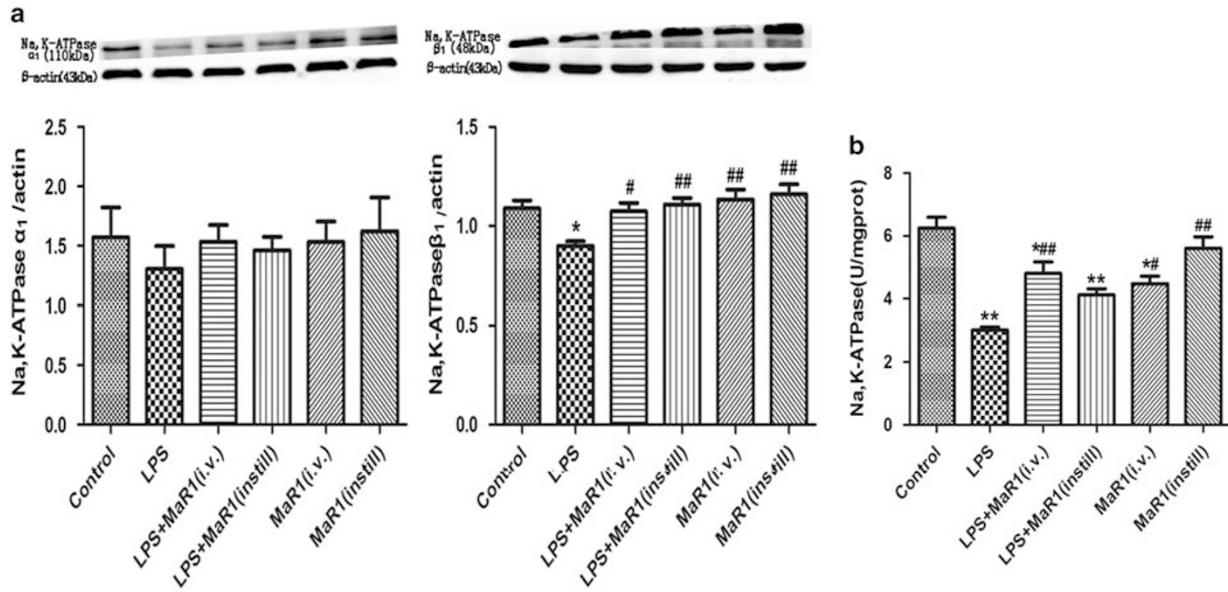 a
Na,K-ATPase
α1 (110kDa)
β-actin(43kDa)
Na,K-ATPase α1 /actin
2.5
2.0
1.5
1.0
0.5
0.0
Control
LPS
LPS+MaR1(i.v.)
LPS+MaR1(instill)
MaR1(i.v.)
MaR1(instill)
Na,K-ATPase
β1 (48kDa)
β-actin(43kDa)
Na,K-ATPaseβ1 /actin
1.5
1.0
0.5
0.0
*
#
##
##
##
Control
LPS
LPS+MaR1(i.v.)
LPS+MaR1(instill)
MaR1(i.v.)
MaR1(instill)
b
Na,K-ATPase(U/mgprot)
8
6
4
2
0
**
*##
**
*#
##
Control
LPS
LPS+MaR1(i.v.)
LPS+MaR1(instill)
MaR1(i.v.)
MaR1(instill)